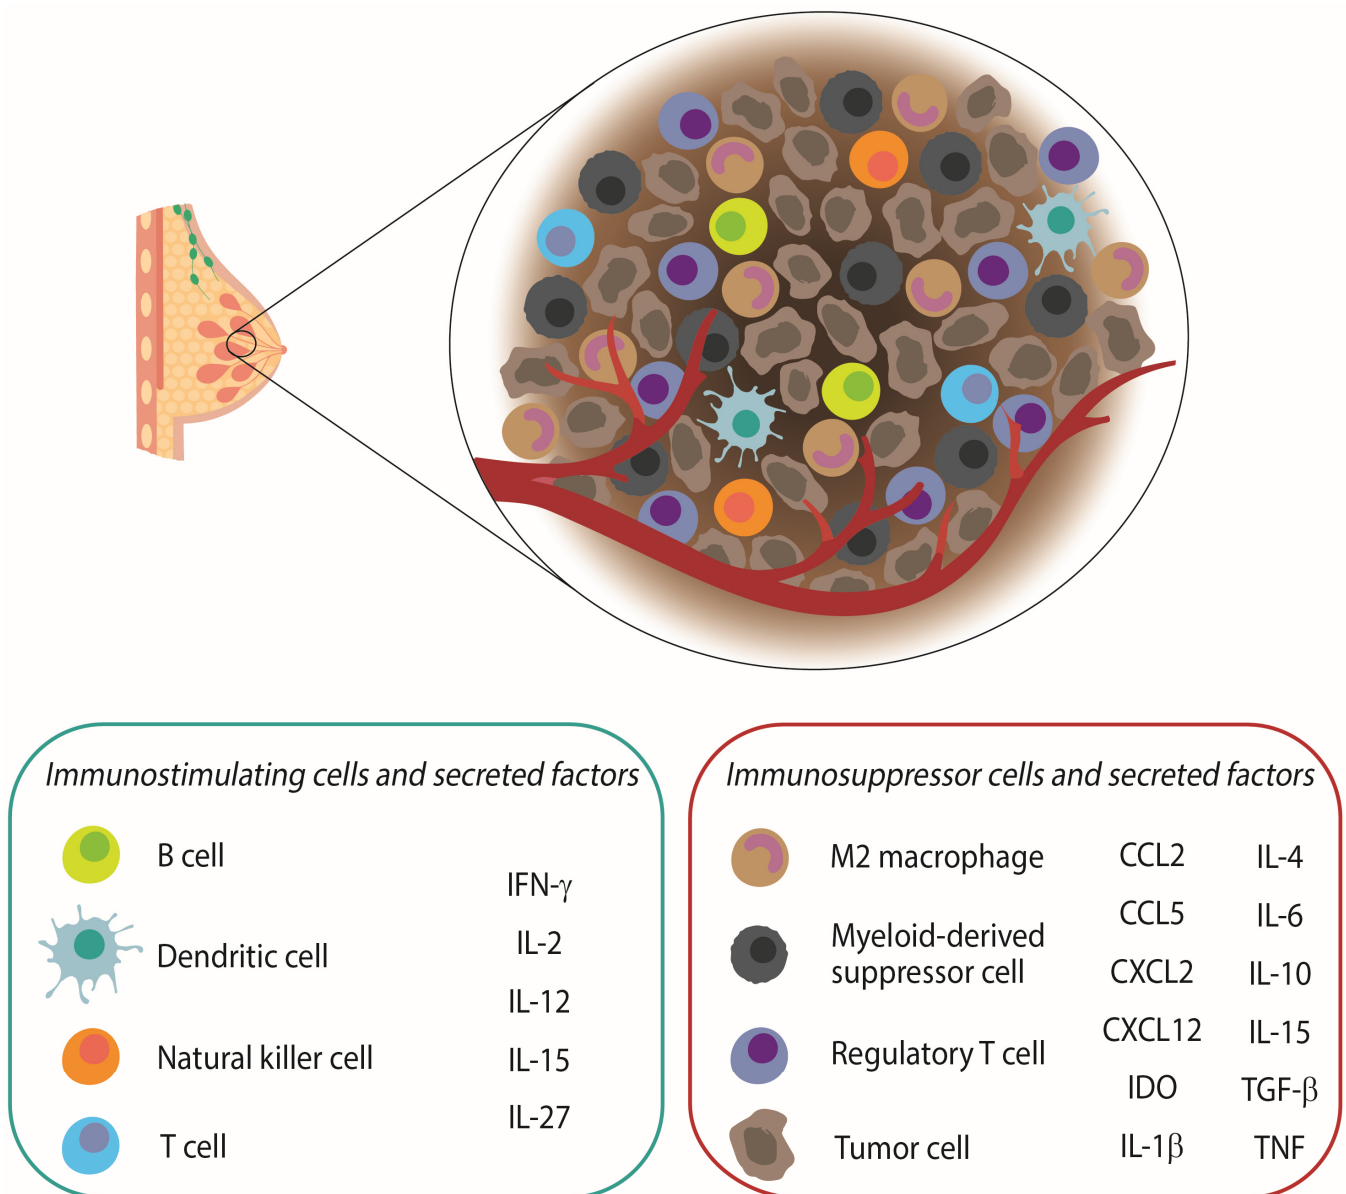 Immunostimulating cells and secreted factors
B cell
Dendritic cell
Natural killer cell
T cell
IFN-γ
IL-2
IL-12
IL-15
IL-27
Immunosuppressor cells and secreted factors
M2 macrophage
Myeloid-derived
suppressor cell
Regulatory T cell
Tumor cell
CCL2
CCL5
CXCL2
CXCL12
IDO
IL-1β
IL-4
IL-6
IL-10
IL-15
TGF-β
TNF